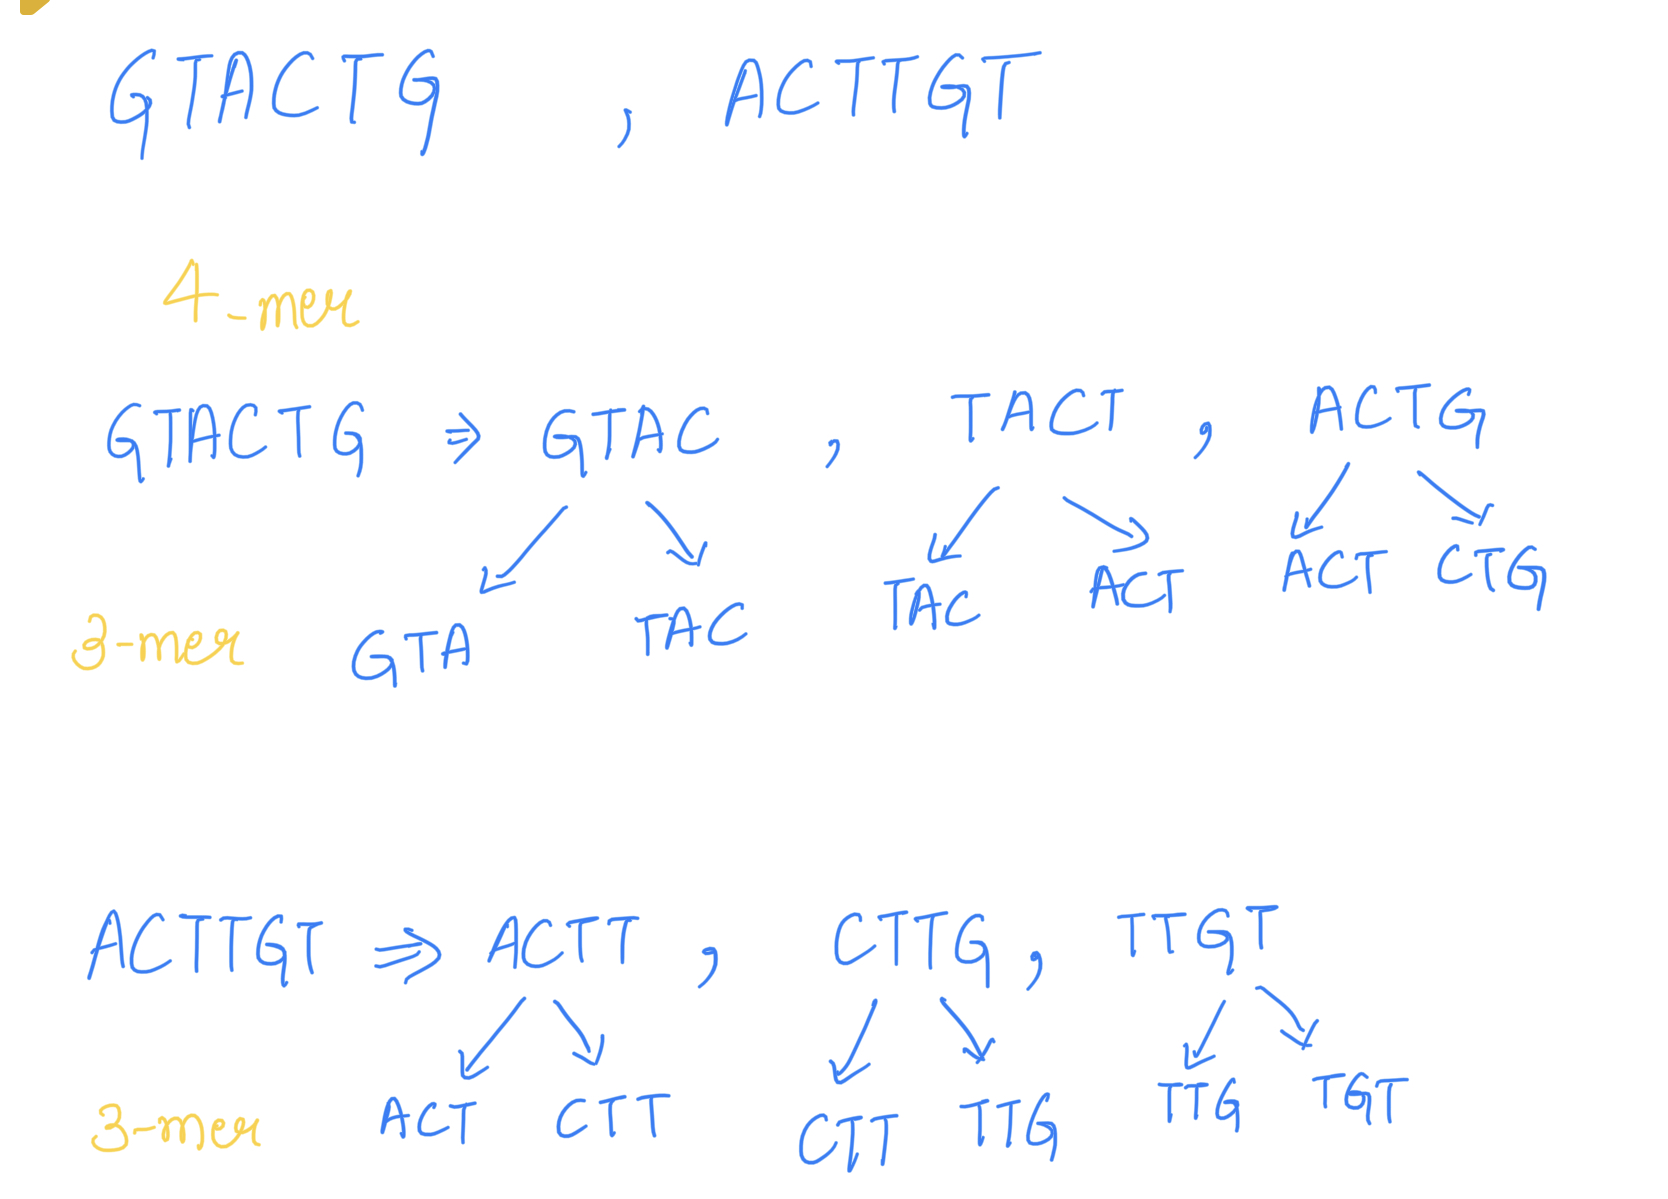 GTACTG , ACTTGT
4-mer
GTACTG ⇒ GTAC , TACT , ACTG
3-mer GTA TAC TAC ACT ACT CTG
ACTTGT ⇒ ACTT , CTTG , TTGT
3-mer ACT CTT CTT TTG TTG TGT